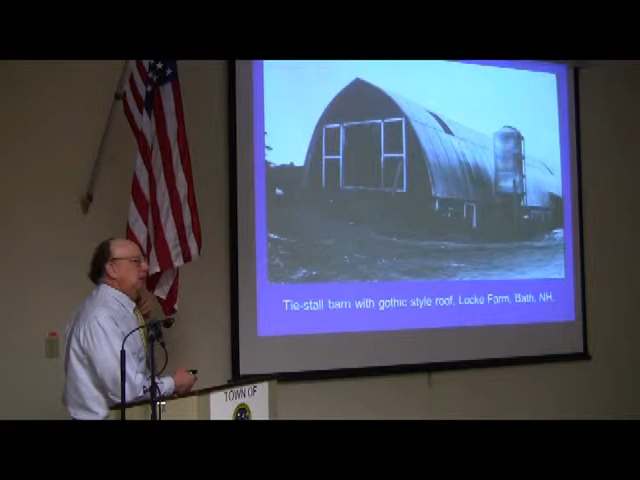 Tie-stall barn with gothic style roof, Locke Farm, Bath, NH.
TOWN OF